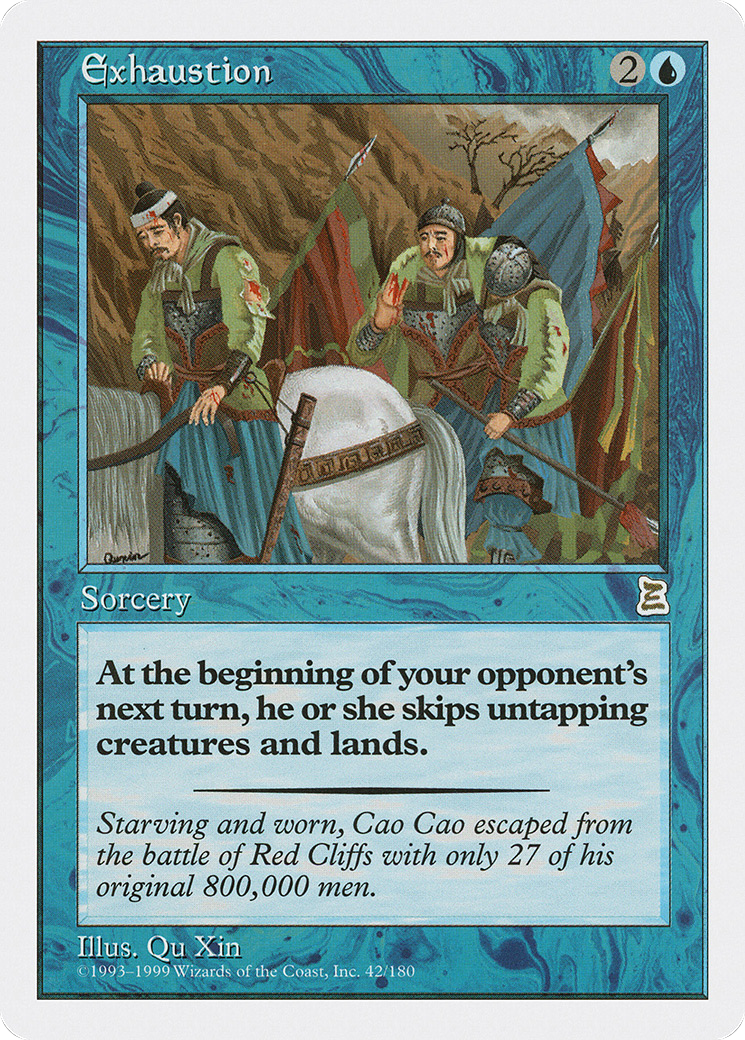 Exhaustion 2
Sorcery
At the beginning of your opponent's
next turn, he or she skips untapping
creatures and lands.
Starving and worn, Cao Cao escaped from
the battle of Red Cliffs with only 27 of his
original 800,000 men.
Illus. Qu Xin
©1993–1999 Wizards of the Coast, Inc. 42/180